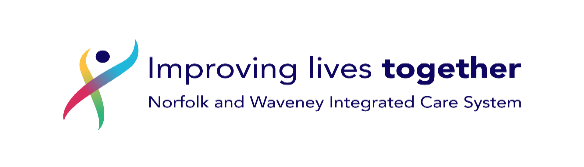 Improving lives together
Norfolk and Waveney Integrated Care System